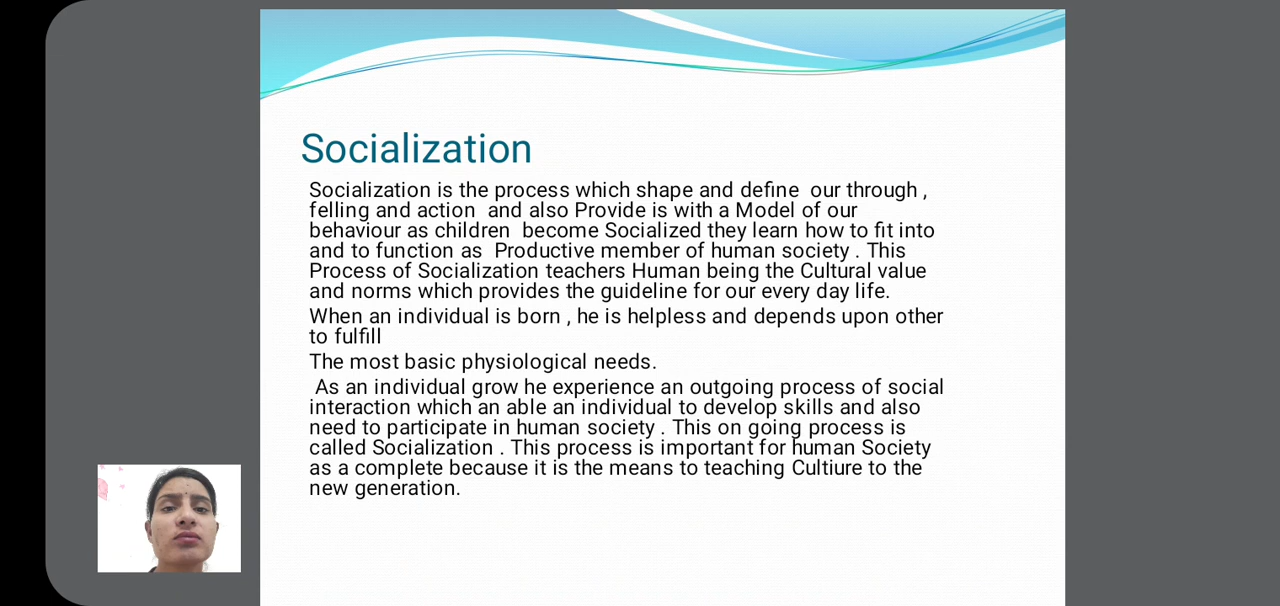 Socialization
Socialization is the process which shape and define  our through ,
felling and action  and also Provide is with a Model of our
behaviour as children  become Socialized they learn how to fit into
and to function as  Productive member of human society . This
Process of Socialization teachers Human being the Cultural value
and norms which provides the guideline for our every day life.
When an individual is born , he is helpless and depends upon other
to fulfill
The most basic physiological needs.
As an individual grow he experience an outgoing process of social
interaction which an able an individual to develop skills and also
need to participate in human society . This on going process is
called Socialization . This process is important for human Society
as a complete because it is the means to teaching Cultiure to the
new generation.